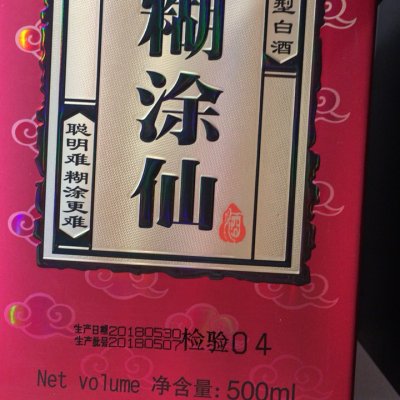 糊涂仙
型白酒
聪明难 糊涂更难
生产日期20180530
生产批号20180507 检验04
Net volume 净含量:500ml